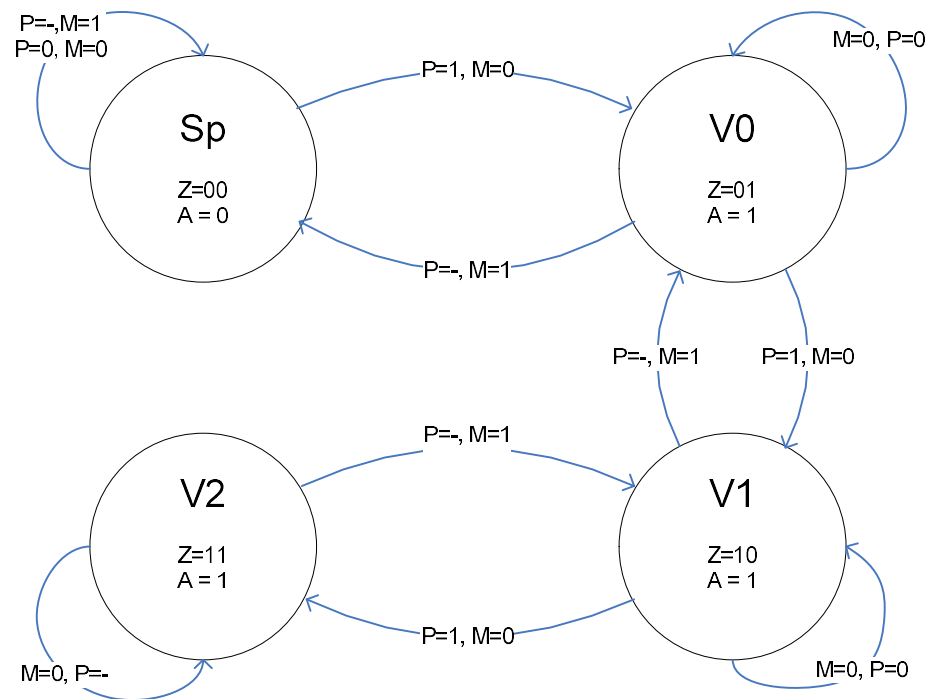 P=-,M=1
P=0, M=0
P=1, M=0
M=0, P=0
Sp
Z=00
A = 0
V0
Z=01
A = 1
P=-, M=1
P=-, M=1
P=1, M=0
P=-, M=1
V2
Z=11
A = 1
V1
Z=10
A = 1
P=1, M=0
M=0, P=-
M=0, P=0